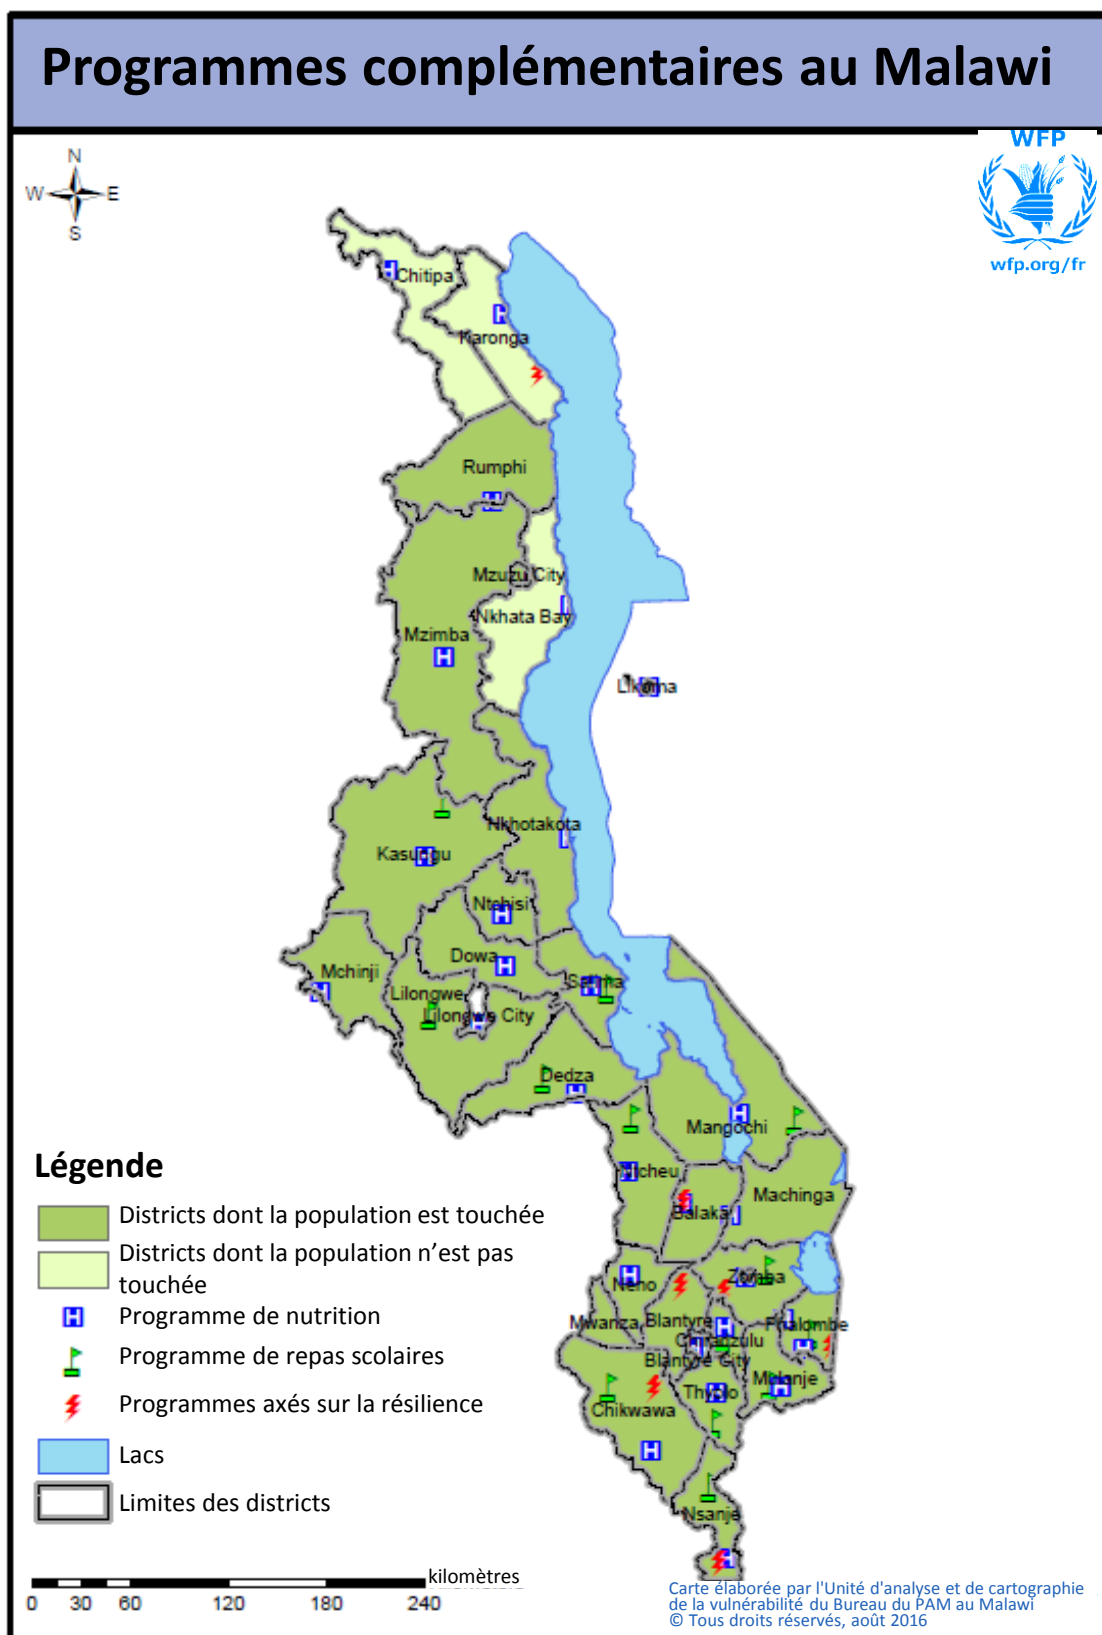 Programmes complémentaires au Malawi
N
W E
S
WFP
wfp.org/fr
Chitipa
Karonga
Rumphi
Mzuzu City
Nkhata Bay
Mzimba
Likoma
Nkhotakota
Kasungu
Ntchisi
Dowa
Mchinji
Salima
Lilongwe
Lilongwe City
Dedza
Mangochi
Ntcheu
Machinga
Balaka
Zomba
Neno
Mwanza
Blantyre
Phalombe
Chiradzulu
Blantyre City
Mulanje
Thyolo
Chikwawa
Nsanje
Légende
Districts dont la population est touchée
Districts dont la population n'est pas
touchée
Programme de nutrition
Programme de repas scolaires
Programmes axés sur la résilience
Lacs
Limites des districts
kilomètres
0 30 60 120 180 240
Carte élaborée par l'Unité d'analyse et de cartographie
de la vulnérabilité du Bureau du PAM au Malawi
© Tous droits réservés, août 2016